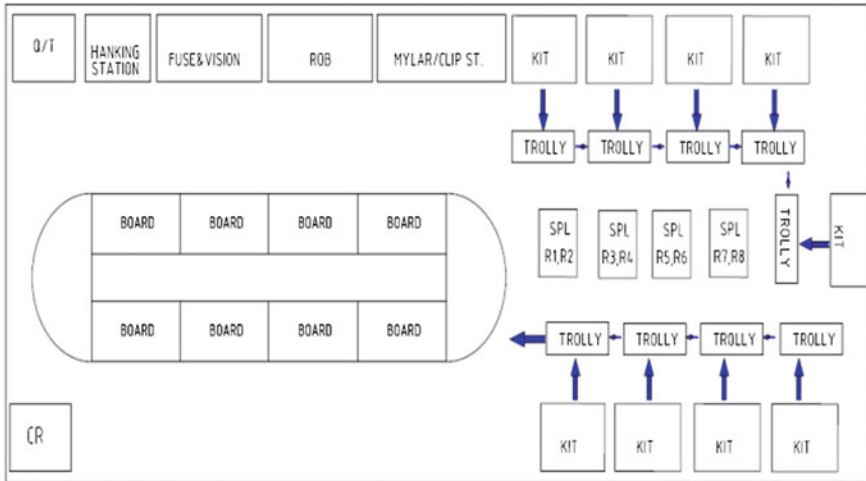 Q/T
HANKING
STATION
FUSE&VISION
ROB
MYLAR/CLIP ST.
KIT
KIT
KIT
KIT
TROLLY
TROLLY
TROLLY
TROLLY
BOARD
BOARD
BOARD
BOARD
SPL
R1,R2
SPL
R3,R4
SPL
R5,R6
SPL
R7,R8
TROLLY
KIT
BOARD
BOARD
BOARD
BOARD
TROLLY
TROLLY
TROLLY
TROLLY
CR
KIT
KIT
KIT
KIT